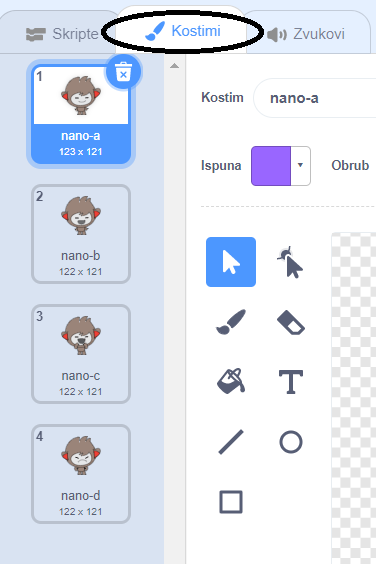 Skripte
Kostimi
Zvukovi
1
nano-a
123 x 121
2
nano-b
122 x 121
3
nano-c
122 x 121
4
nano-d
122 x 121
Kostim
nano-a
Ispuna
Obrub
T